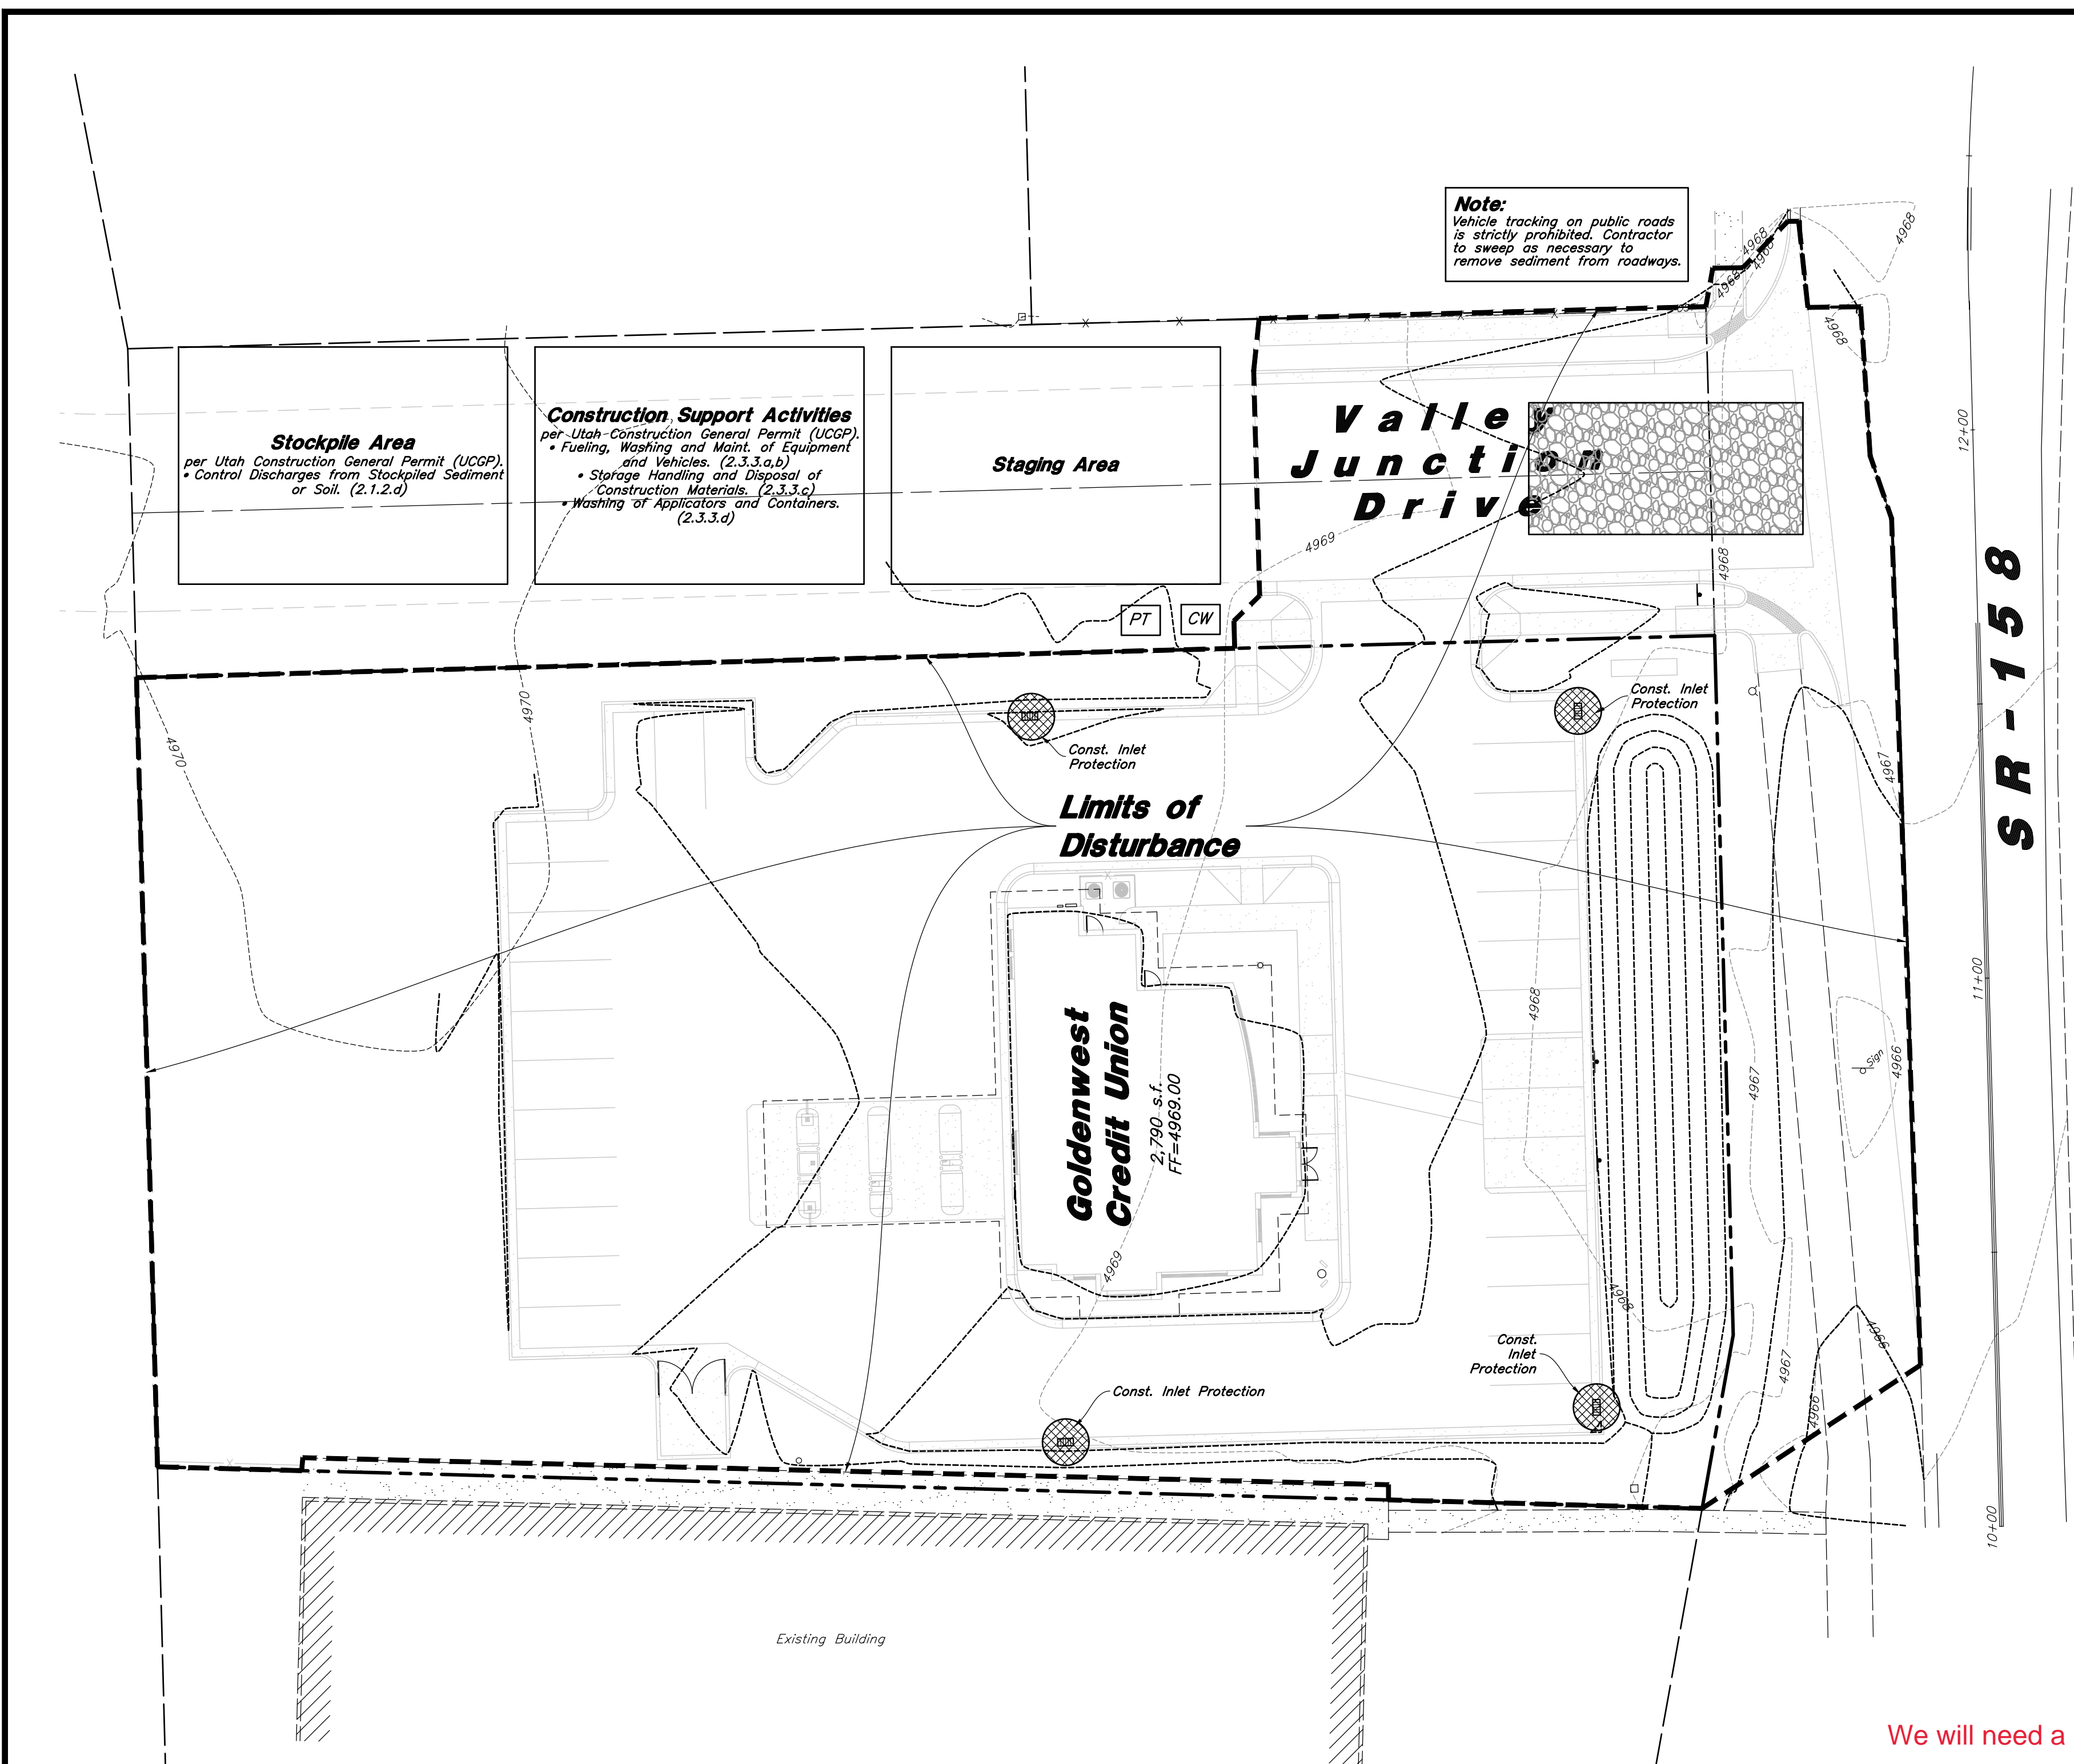 Note:
Vehicle tracking on public roads
is strictly prohibited. Contractor
to sweep as necessary to
remove sediment from roadways.
4968
4968
4968
4968
4968
Stockpile Area
per Utah Construction General Permit (UCGP).
• Control Discharges from Stockpiled Sediment
or Soil. (2.1.2.d)
Construction Support Activities
per Utah Construction General Permit (UCGP).
• Fueling, Washing and Maint. of Equipment
and Vehicles. (2.3.3.a,b)
• Storage Handling and Disposal of
Construction Materials. (2.3.3.c)
• Washing of Applicators and Containers.
(2.3.3.d)
Staging Area
Valley
Junction
Drive
12+00
4969
4968
SR-158
PT
CW
4970
4970
Const. Inlet
Protection
Const. Inlet
Protection
4967
Limits of
Disturbance
11+00
4968
Goldenwest
Credit Union
2,790 s.f.
FF=4969.00
Sign
4966
4967
4969
4968
4966
Const.
Inlet
Protection
4967
Const. Inlet Protection
4966
10+00
Existing Building
We will need a